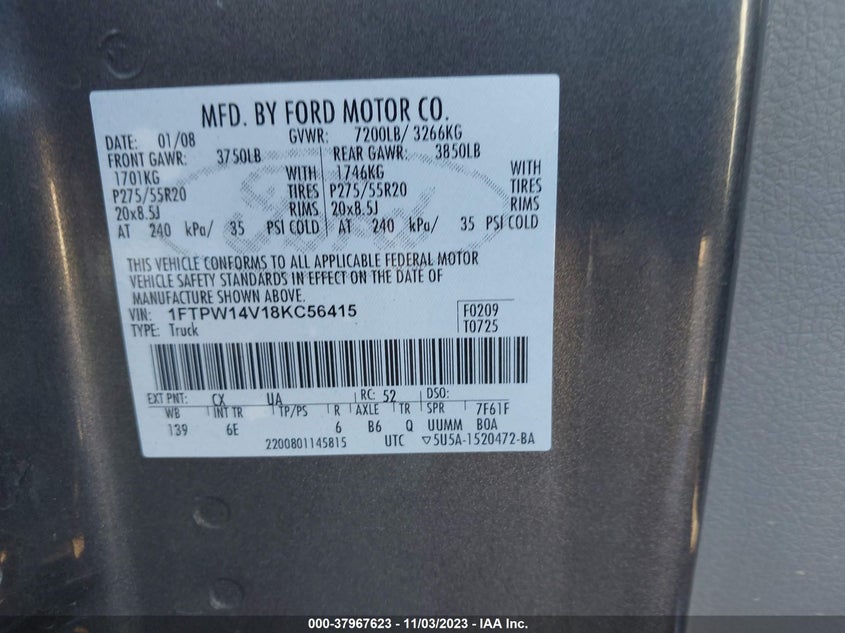 MFD. BY FORD MOTOR CO.
DATE: 01/08 GVWR: 7200LB/ 3266KG
FRONT GAWR: 3750LB REAR GAWR: 3850LB
1701KG WITH 1746KG WITH
P275/55R20 TIRES P275/55R20 TIRES
20x8.5J RIMS 20x8.5J RIMS
AT 240 kPa/ 35 PSI COLD AT 240 kPa/ 35 PSI COLD
THIS VEHICLE CONFORMS TO ALL APPLICABLE FEDERAL MOTOR
VEHICLE SAFETY STANDARDS IN EFFECT ON THE DATE OF
MANUFACTURE SHOWN ABOVE.
VIN: 1FTPW14V18KC56415 F0209
TYPE: Truck T0725
EXT PNT: CX UA RC: 52 DSO:
WB INT TR TP/PS R AXLE TR SPR 7F61F
139 6E 6 B6 Q UUMM BOA
2200801145815 UTC ▽5U5A-1520472-BA
000-37967623 - 11/03/2023 - IAA Inc.